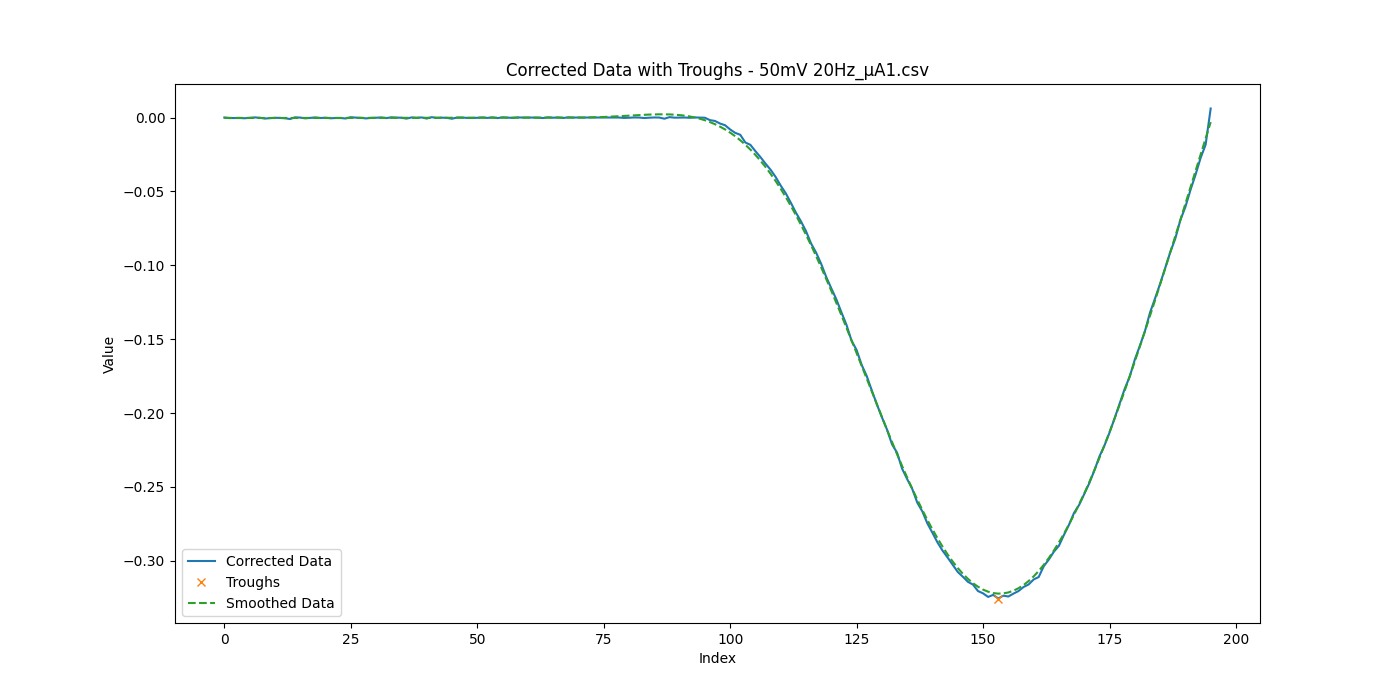 Corrected Data with Troughs - 50mV 20Hz_µA1.csv
0.00
−0.05
−0.10
−0.15
−0.20
−0.25
−0.30
Value
Corrected Data
Troughs
Smoothed Data
0 25 50 75 100 125 150 175 200
Index